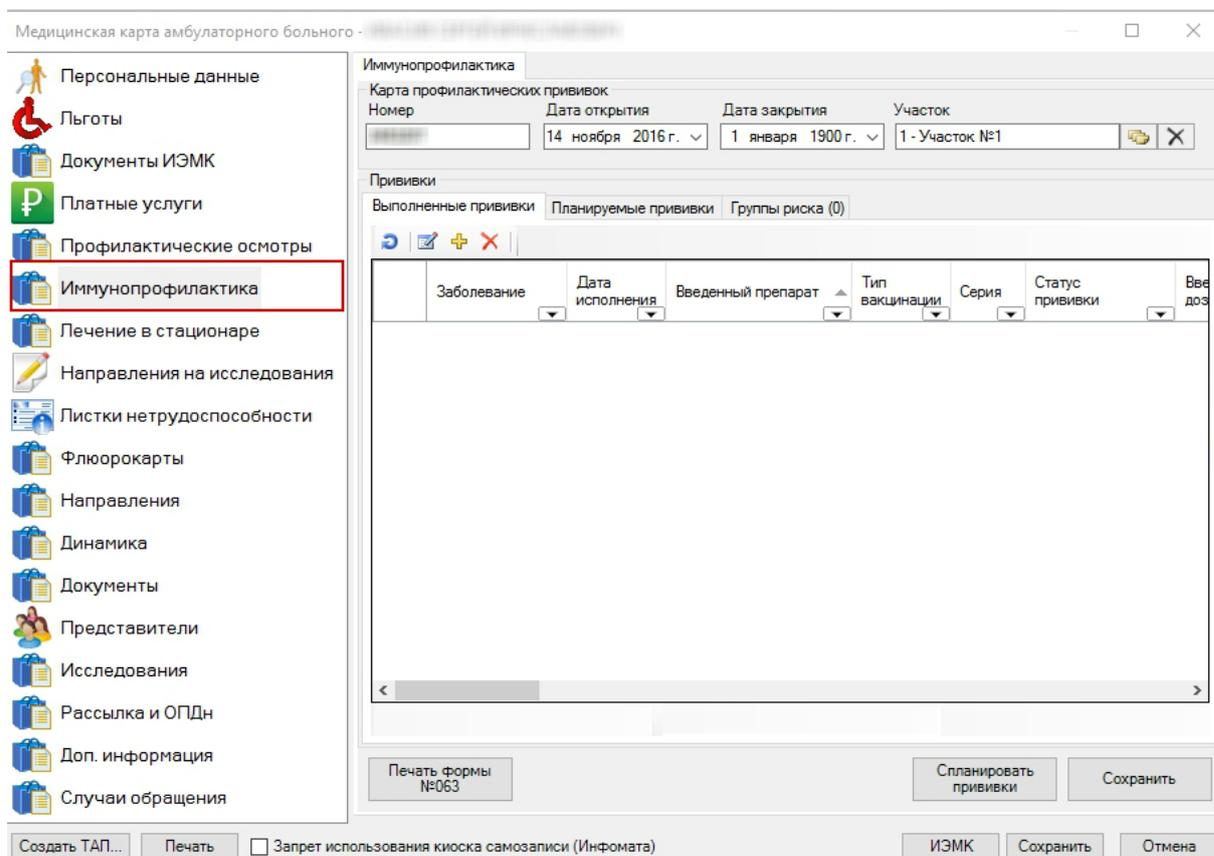 Медицинская карта амбулаторного больного -
Персональные данные
Льготы
Документы ИЭМК
Платные услуги
Профилактические осмотры
Иммунопрофилактика
Лечение в стационаре
Направления на исследования
Листки нетрудоспособности
Флюорокарты
Направления
Динамика
Документы
Представители
Исследования
Рассылка и ОПДн
Доп. информация
Случаи обращения
Иммунопрофилактика
Карта профилактических прививок
Номер Дата открытия Дата закрытия Участок
14 ноября 2016 г. 1 января 1900 г. 1 - Участок №1
Прививки
Выполненные прививки Планируемые прививки Группы риска (0)
Заболевание Дата исполнения Введенный препарат Тип вакцинации Серия Статус прививки Вве доз
Печать формы №063 Спланировать прививки Сохранить
Создать ТАП... Печать Запрет использования киоска самозаписи (Инфомата) ИЭМК Сохранить Отмена